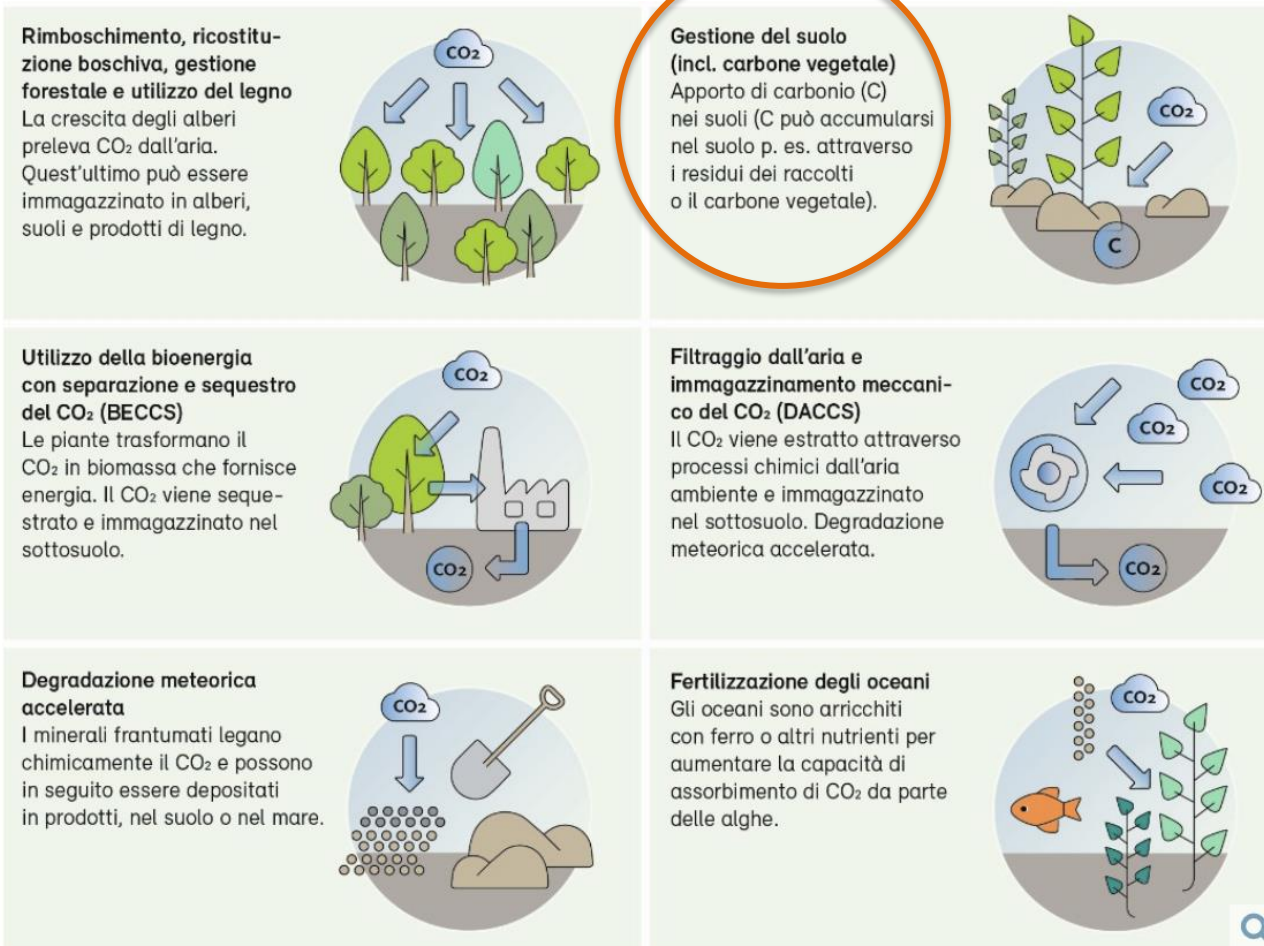 Rimboschimento, ricostitu-
zione boschiva, gestione
forestale e utilizzo del legno
La crescita degli alberi
preleva CO₂ dall'aria.
Quest'ultimo può essere
immagazzinato in alberi,
suoli e prodotti di legno.
CO2
Gestione del suolo
(incl. carbone vegetale)
Apporto di carbonio (C)
nei suoli (C può accumularsi
nel suolo p. es. attraverso
i residui dei raccolti
o il carbone vegetale).
CO2
C
Utilizzo della bioenergia
con separazione e sequestro
del CO₂ (BECCS)
Le piante trasformano il
CO₂ in biomassa che fornisce
energia. Il CO₂ viene seque-
strato e immagazzinato nel
sottosuolo.
CO2
CO2
Filtraggio dall'aria e
immagazzinamento meccani-
co del CO₂ (DACCS)
Il CO₂ viene estratto attraverso
processi chimici dall'aria
ambiente e immagazzinato
nel sottosuolo. Degradazione
meteorica accelerata.
CO2
CO2
CO2
CO2
Degradazione meteorica
accelerata
I minerali frantumati legano
chimicamente il CO₂ e possono
in seguito essere depositati
in prodotti, nel suolo o nel mare.
CO2
Fertilizzazione degli oceani
Gli oceani sono arricchiti
con ferro o altri nutrienti per
aumentare la capacità di
assorbimento di CO₂ da parte
delle alghe.
CO2